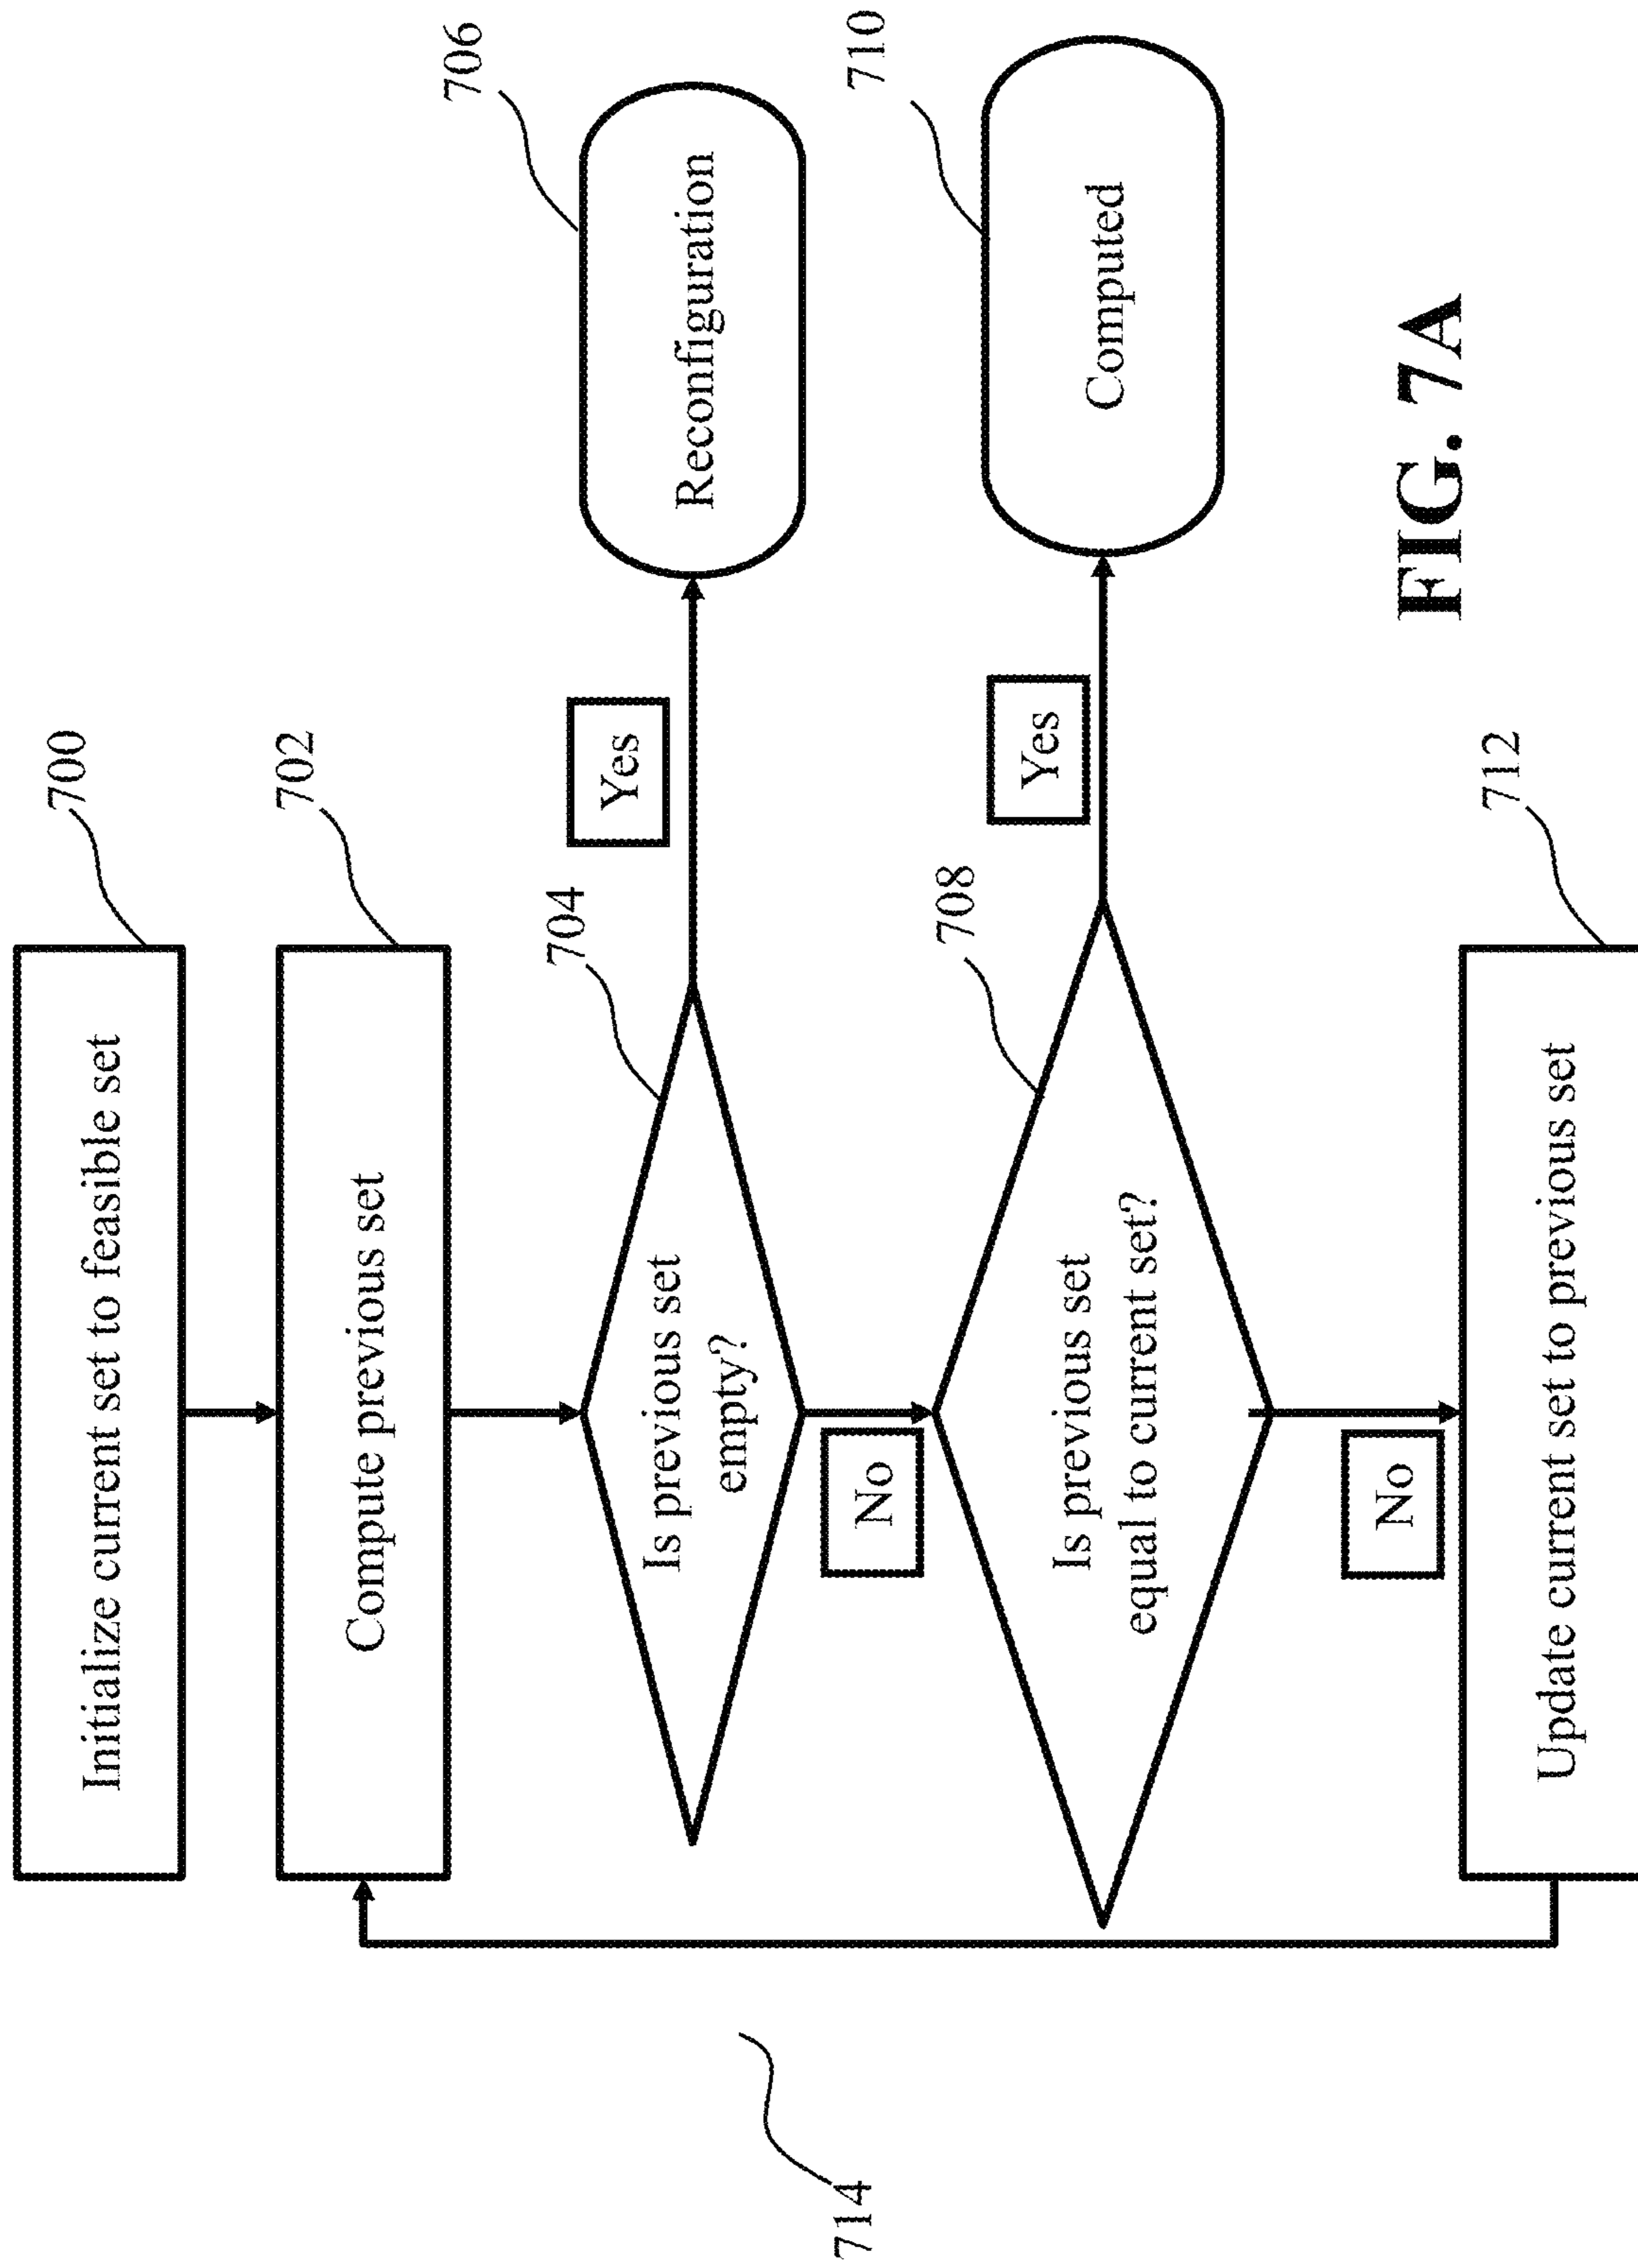 700
Initialize current set to feasible set
702
Compute previous set
704
Is previous set
empty?
Yes
706
Reconfiguration
No
708
Is previous set
equal to current set?
Yes
710
Computed
No
712
Update current set to previous set
714
FIG. 7A